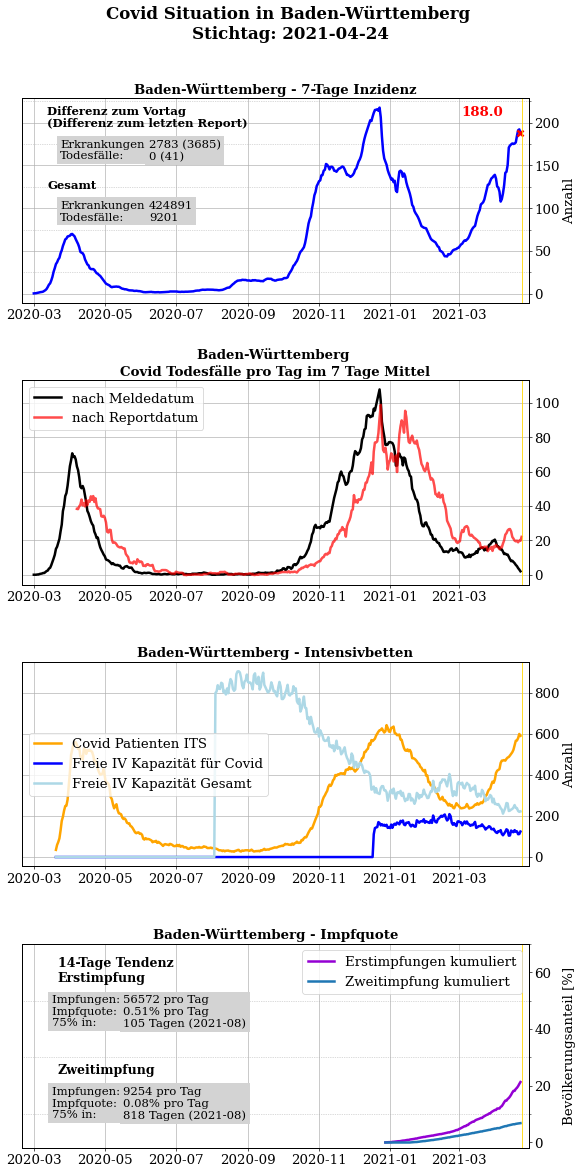 Covid Situation in Baden-Württemberg
Stichtag: 2021-04-24
Baden-Württemberg - 7-Tage Inzidenz
Differenz zum Vortag
(Differenz zum letzten Report)
Erkrankungen 2783 (3685)
Todesfälle: 0 (41)
Gesamt
Erkrankungen 424891
Todesfälle: 9201
188.0
200
150
100
50
0
Anzahl
2020-03 2020-05 2020-07 2020-09 2020-11 2021-01 2021-03
Baden-Württemberg
Covid Todesfälle pro Tag im 7 Tage Mittel
nach Meldedatum
nach Reportdatum
100
80
60
40
20
0
2020-03 2020-05 2020-07 2020-09 2020-11 2021-01 2021-03
Baden-Württemberg - Intensivbetten
Covid Patienten ITS
Freie IV Kapazität für Covid
Freie IV Kapazität Gesamt
800
600
400
200
0
Anzahl
2020-03 2020-05 2020-07 2020-09 2020-11 2021-01 2021-03
Baden-Württemberg - Impfquote
14-Tage Tendenz
Erstimpfung
Impfungen: 56572 pro Tag
Impfquote: 0.51% pro Tag
75% in: 105 Tagen (2021-08)
Zweitimpfung
Impfungen: 9254 pro Tag
Impfquote: 0.08% pro Tag
75% in: 818 Tagen (2021-08)
Erstimpfungen kumuliert
Zweitimpfung kumuliert
60
40
20
0
Bevölkerungsanteil [%]
2020-03 2020-05 2020-07 2020-09 2020-11 2021-01 2021-03